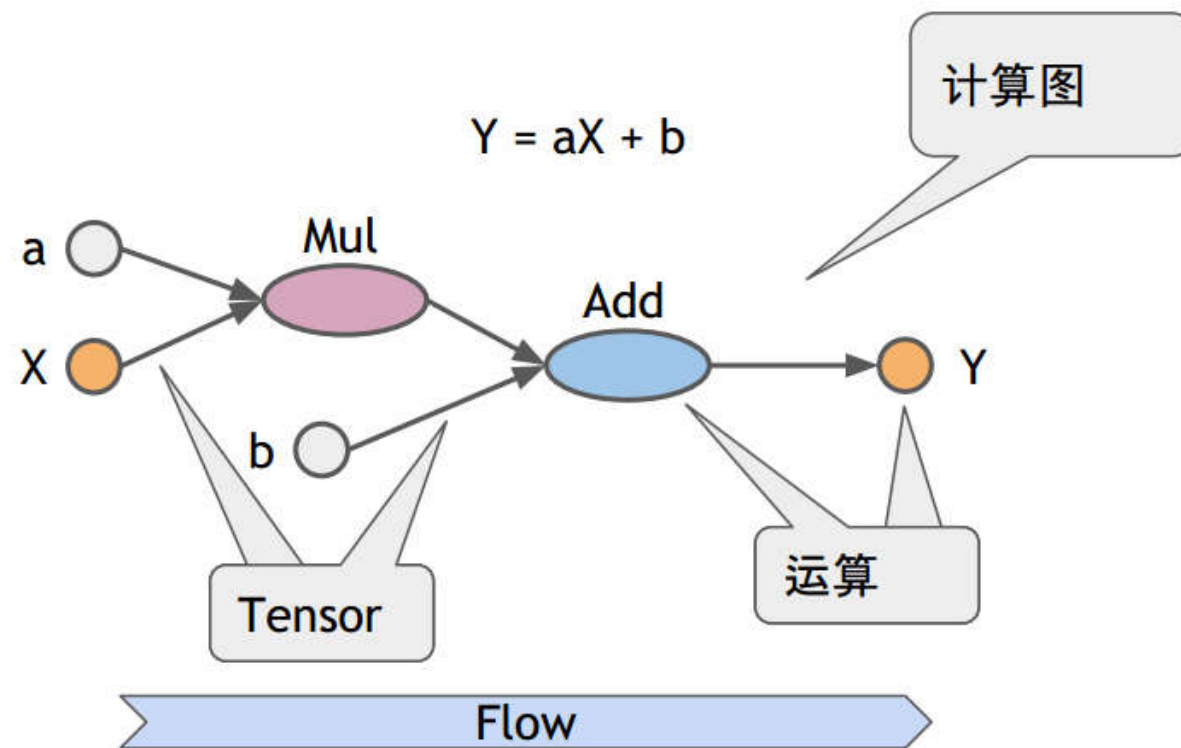 计算图
Y = aX + b
a
Mul
Add
X
Y
b
运算
Tensor
Flow